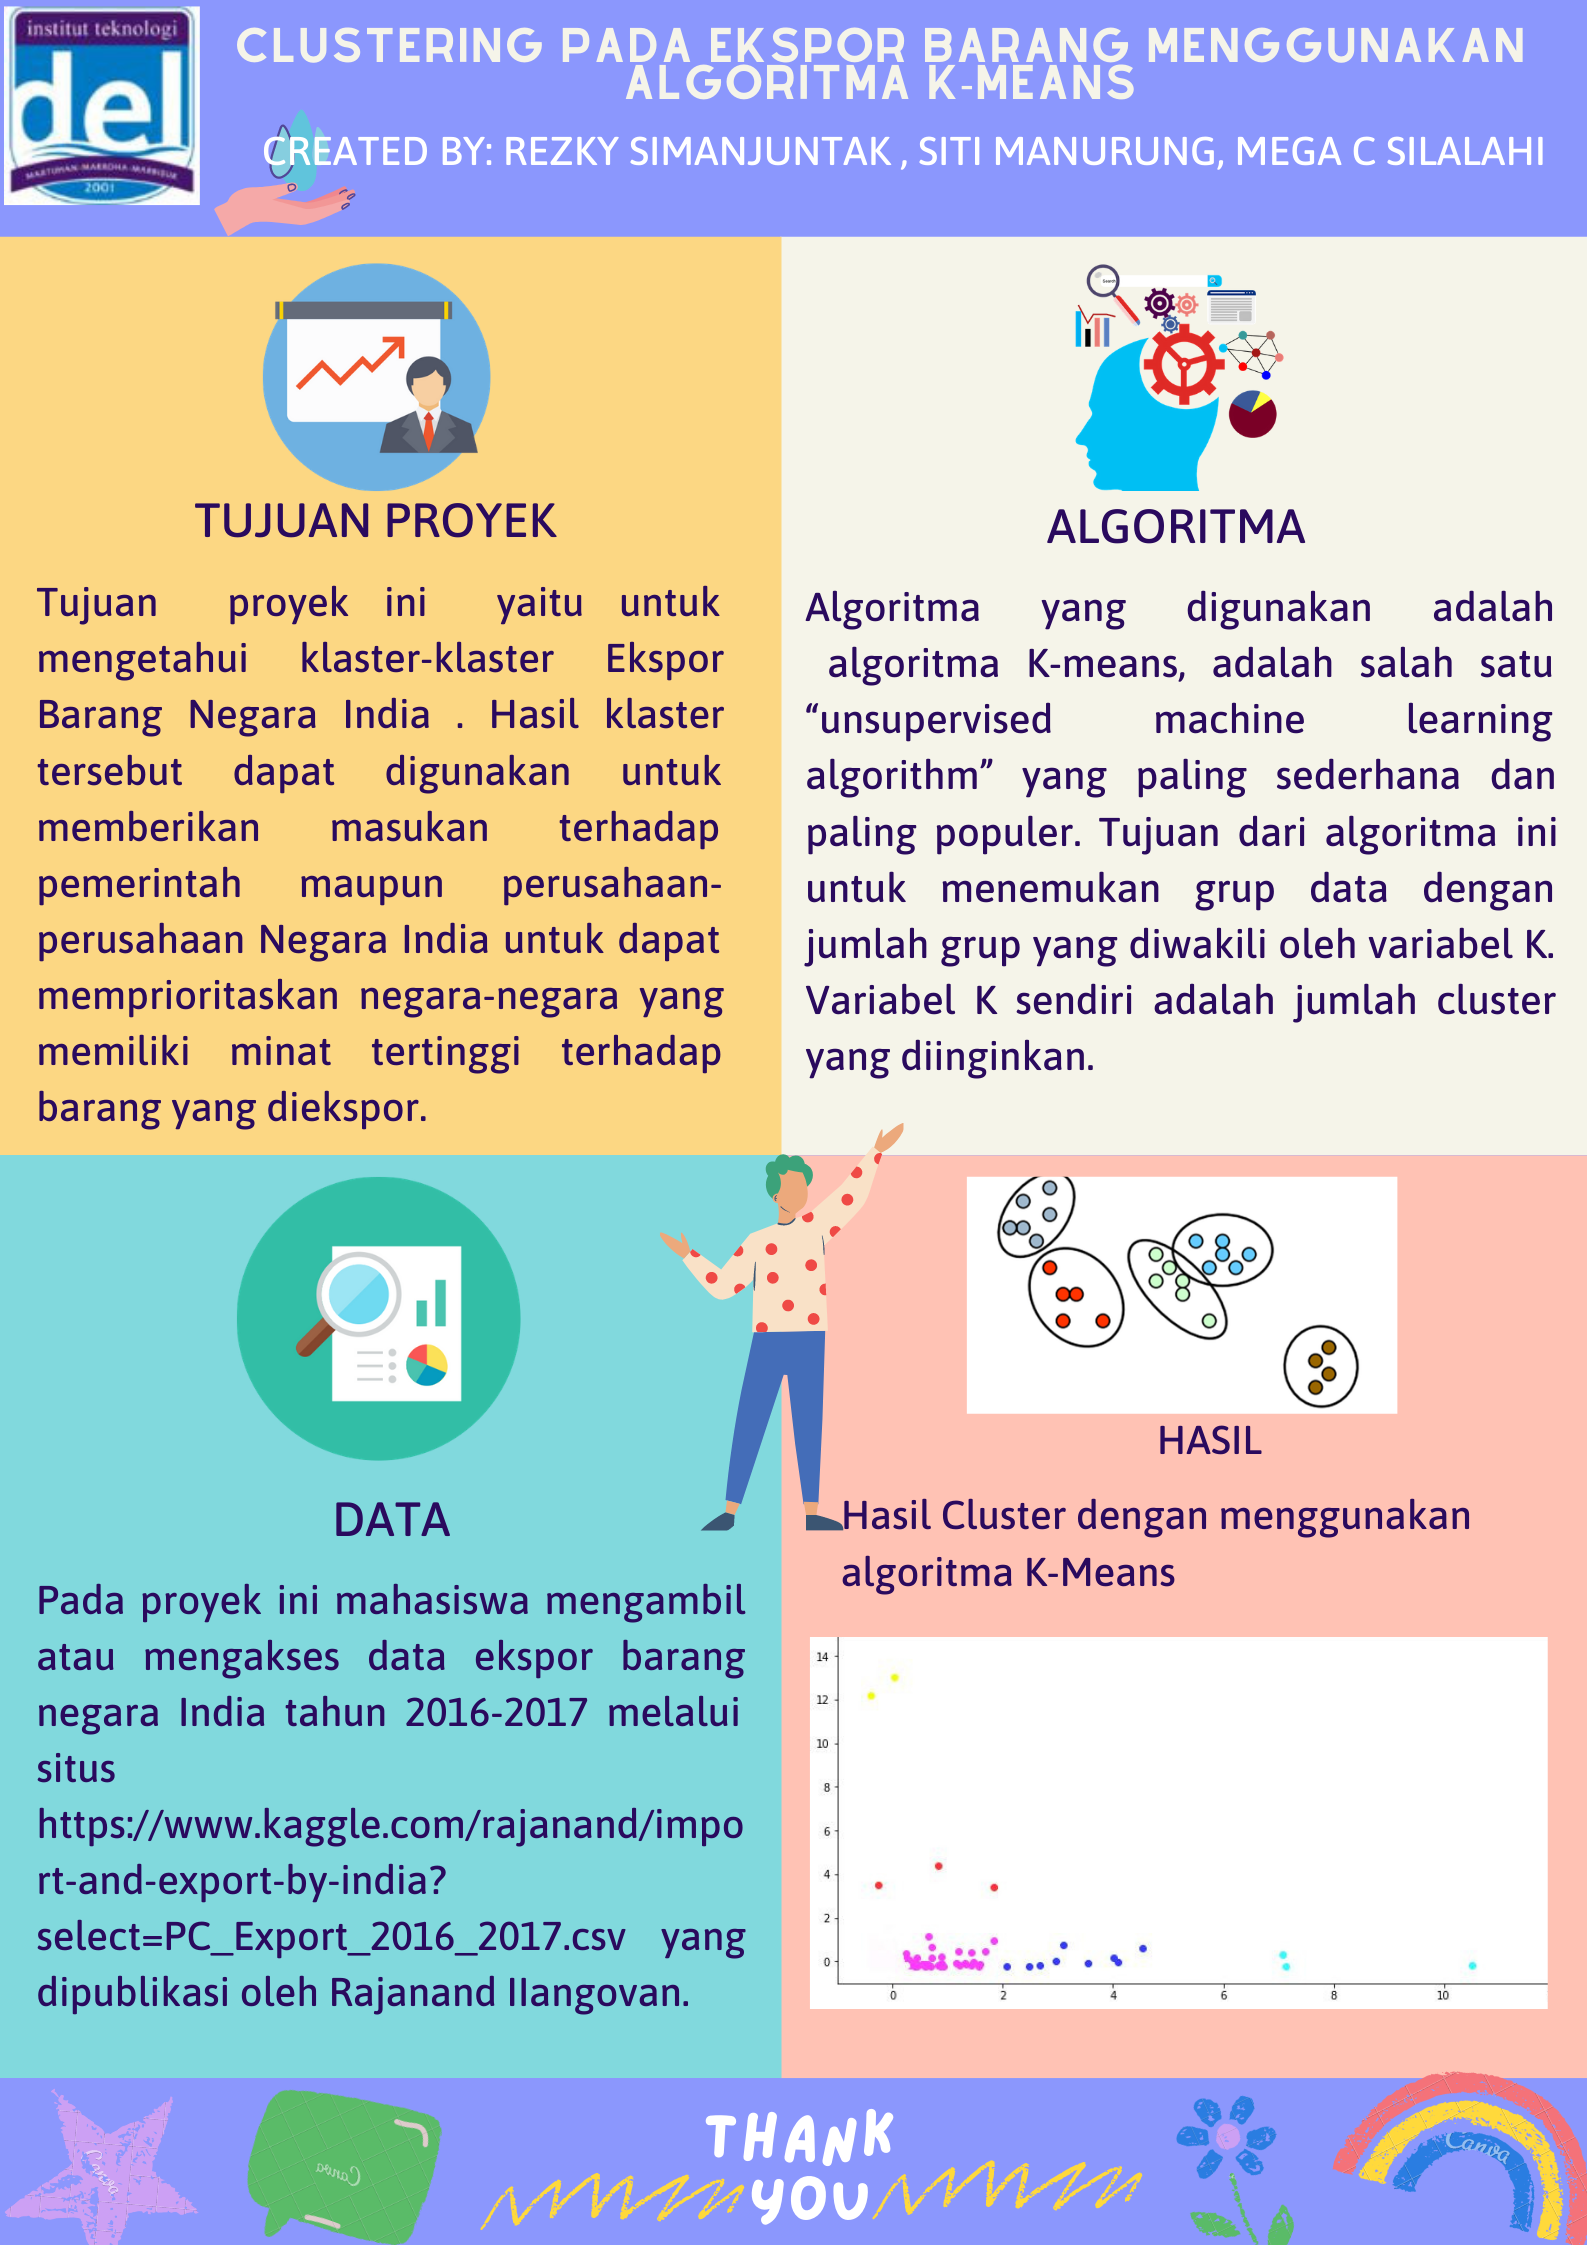 institut teknologi
del
MARTUHAN-MARROHA-MARBISUK
2001
CLUSTERING PADA EKSPOR BARANG MENGGUNAKAN
ALGORITMA K-MEANS
CREATED BY: REZKY SIMANJUNTAK , SITI MANURUNG, MEGA C SILALAHI
TUJUAN PROYEK
Tujuan proyek ini yaitu untuk
mengetahui klaster-klaster Ekspor
Barang Negara India . Hasil klaster
tersebut dapat digunakan untuk
memberikan masukan terhadap
pemerintah maupun perusahaan-
perusahaan Negara India untuk dapat
memprioritaskan negara-negara yang
memiliki minat tertinggi terhadap
barang yang diekspor.
Search
ALGORITMA
Algoritma yang digunakan adalah
algoritma K-means, adalah salah satu
“unsupervised machine learning
algorithm” yang paling sederhana dan
paling populer. Tujuan dari algoritma ini
untuk menemukan grup data dengan
jumlah grup yang diwakili oleh variabel K.
Variabel K sendiri adalah jumlah cluster
yang diinginkan.
DATA
Pada proyek ini mahasiswa mengambil
atau mengakses data ekspor barang
negara India tahun 2016-2017 melalui
situs
https://www.kaggle.com/rajanand/impo
rt-and-export-by-india?
select=PC_Export_2016_2017.csv yang
dipublikasi oleh Rajanand IIangovan.
HASIL
Hasil Cluster dengan menggunakan
algoritma K-Means
14
12
10
8
6
4
2
0
0 2 4 6 8 10
THANK
YOU
Canva
Canva
Canva